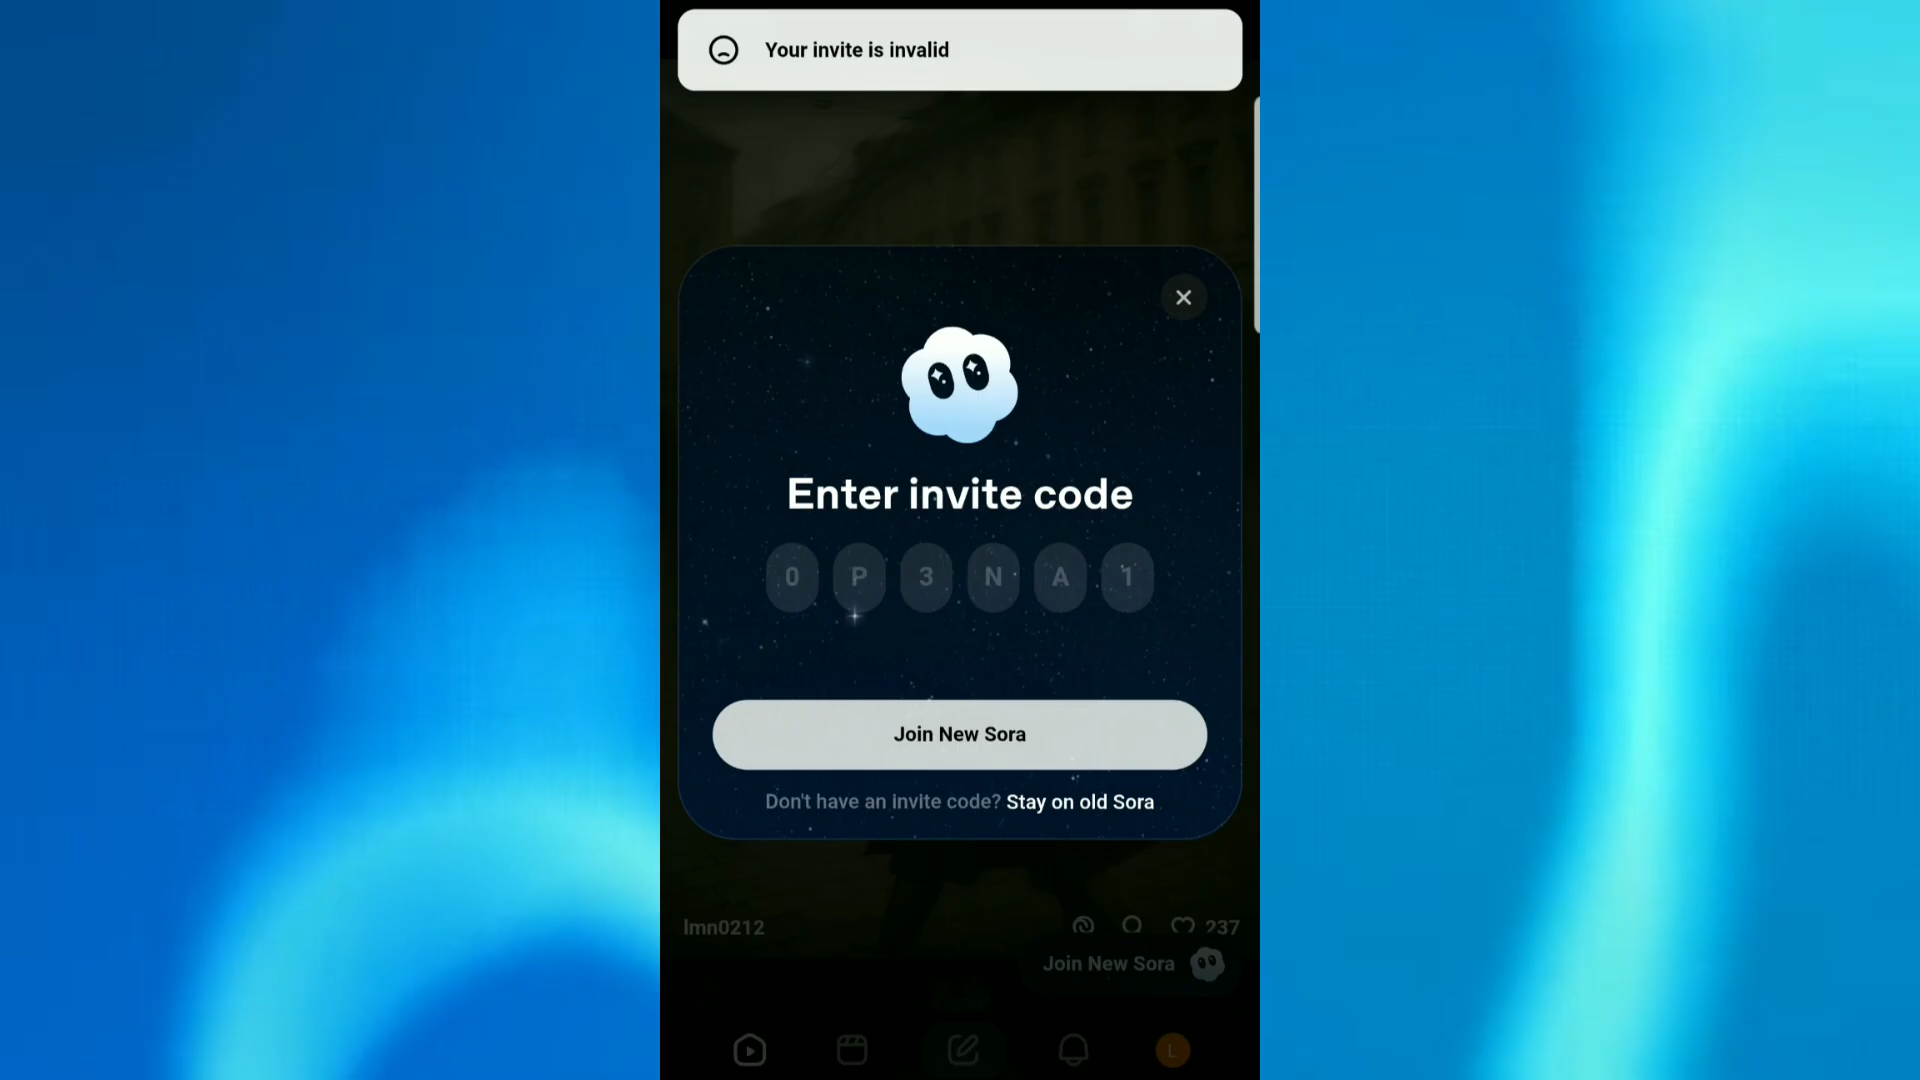 Your invite is invalid
Enter invite code
0 P 3 N A 1
Join New Sora
Don't have an invite code? Stay on old Sora
lmn0212
237
Join New Sora
L